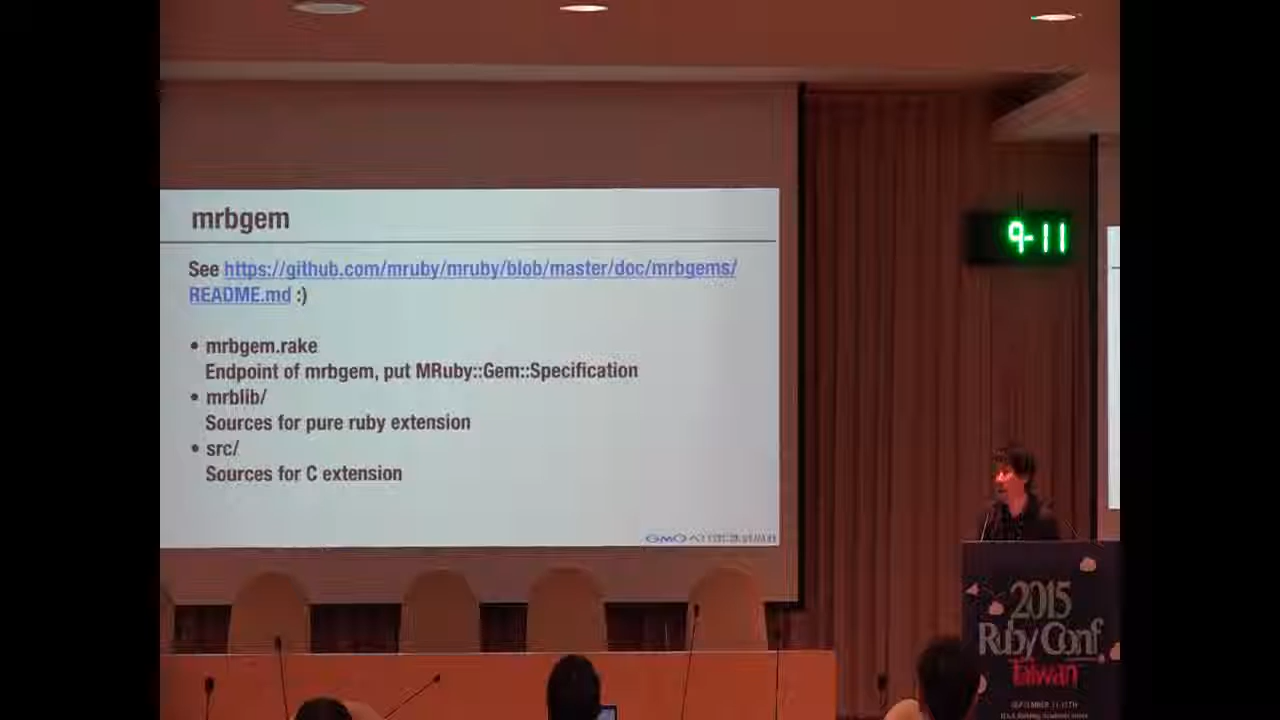 mrbgem
See https://github.com/mruby/mruby/blob/master/doc/mrbgems/
README.md :)
• mrbgem.rake
Endpoint of mrbgem, put MRuby::Gem::Specification
• mrblib/
Sources for pure ruby extension
• src/
Sources for C extension
GMO
9-11
2015
RubyConf
Taiwan